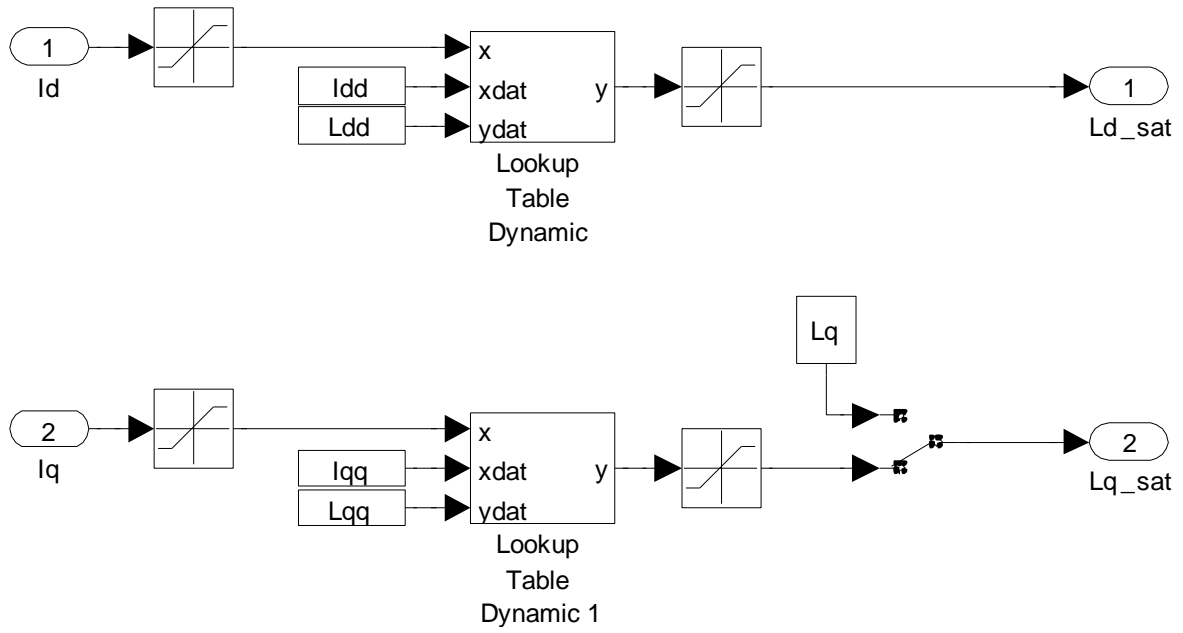 1
Id
x
Idd
xdat
y
Ldd
ydat
Lookup
Table
Dynamic
1
Ld_sat
Lq
2
Iq
x
Iqq
xdat
y
Lqq
ydat
Lookup
Table
Dynamic 1
2
Lq_sat